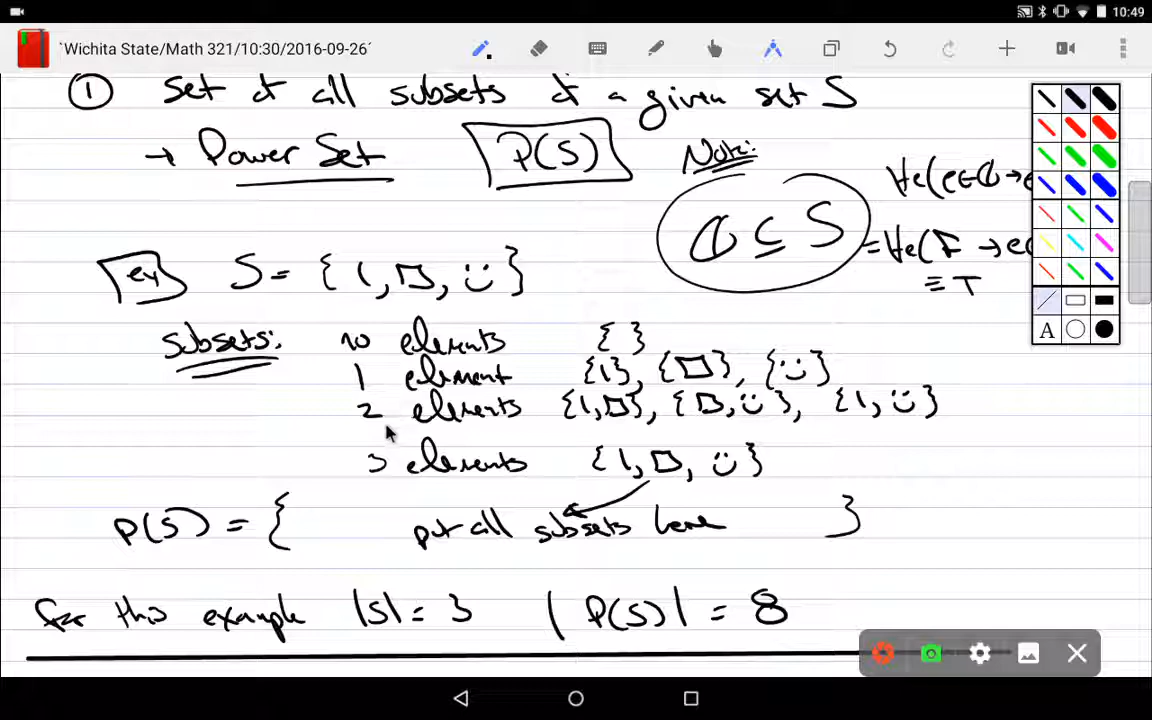 10:49
`Wichita State/Math 321/10:30/2016-09-26´
① Set of all subsets of a given set S
→ Power Set P(S) Note:
∅ ⊆ S
∀e(e∈∅→e
=∀e(F→e(
≡T
ex S = {1, □, ☺}
subsets: no elements { }
1 element {1}, {□}, {☺}
2 elements {1,□}, {□,☺}, {1,☺}
3 elements {1,□,☺}
P(S) = { put all subsets here }
for this example |S| = 3 |P(S)| = 8
A